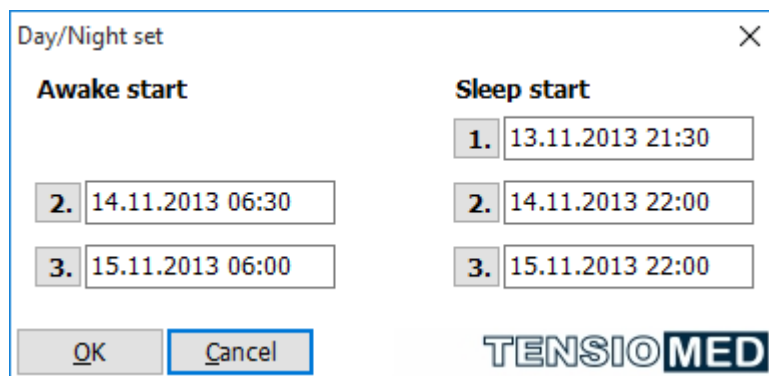 Day/Night set
Awake start Sleep start
1. 13.11.2013 21:30
2. 14.11.2013 06:30 2. 14.11.2013 22:00
3. 15.11.2013 06:00 3. 15.11.2013 22:00
OK Cancel TENSIOMED